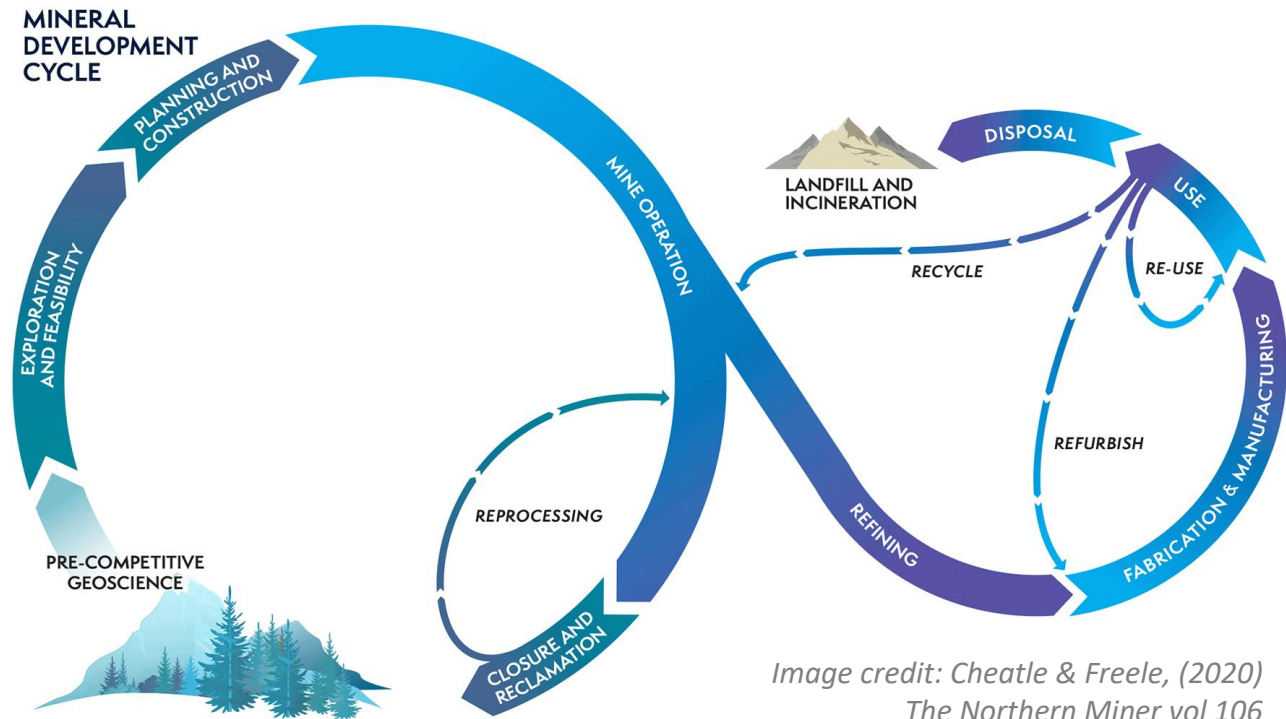 MINERAL
DEVELOPMENT
CYCLE
PLANNING AND
CONSTRUCTION
EXPLORATION
AND FEASIBILITY
PRE-COMPETITIVE
GEOSCIENCE
MINE OPERATION
REPROCESSING
CLOSURE AND
RECLAMATION
REFINING
FABRICATION & MANUFACTURING
USE
DISPOSAL
LANDFILL AND
INCINERATION
RECYCLE
RE-USE
REFURBISH
Image credit: Cheatle & Freele, (2020)
The Northern Miner vol 106